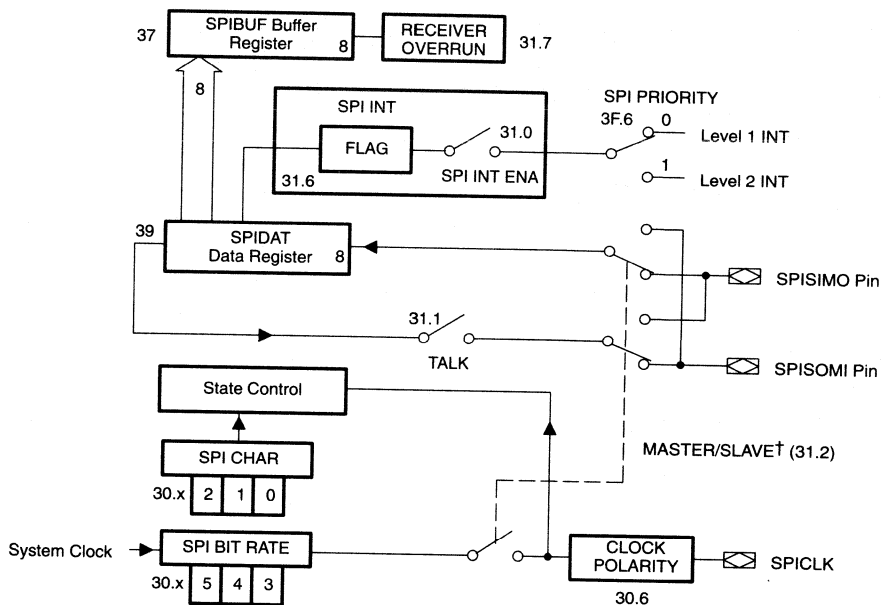 37
SPIBUF Buffer
Register
8
RECEIVER
OVERRUN
31.7
8
SPI INT
FLAG
31.0
31.6
SPI INT ENA
SPI PRIORITY
3F.6
0
Level 1 INT
1
Level 2 INT
39
SPIDAT
Data Register
8
SPISIMO Pin
31.1
TALK
SPISOMI Pin
State Control
SPI CHAR
30.x
2
1
0
MASTER/SLAVE† (31.2)
System Clock
SPI BIT RATE
30.x
5
4
3
CLOCK
POLARITY
30.6
SPICLK